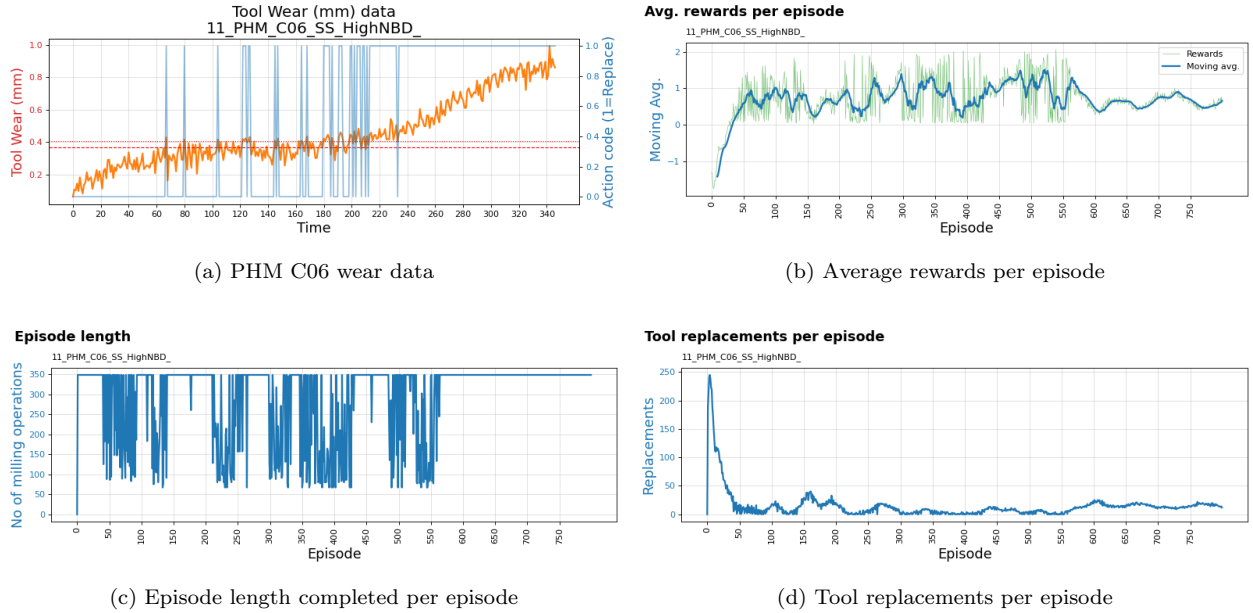 Tool Wear (mm) data
11_PHM_C06_SS_HighNBD_
Tool Wear (mm)
1.0
0.8
0.6
0.4
0.2
Action code (1=Replace)
1.0
0.8
0.6
0.4
0.2
0.0
0 20 40 60 80 100 120 140 160 180 200 220 240 260 280 300 320 340
Time
(a) PHM C06 wear data
Avg. rewards per episode
11_PHM_C06_SS_HighNBD_
Rewards
Moving avg.
Moving Avg.
2
1
0
−1
0 50 100 150 200 250 300 350 400 450 500 550 600 650 700 750
Episode
(b) Average rewards per episode
Episode length
11_PHM_C06_SS_HighNBD_
No of milling operations
350
300
250
200
150
100
50
0
0 50 100 150 200 250 300 350 400 450 500 550 600 650 700 750
Episode
(c) Episode length completed per episode
Tool replacements per episode
11_PHM_C06_SS_HighNBD_
Replacements
250
200
150
100
50
0
0 50 100 150 200 250 300 350 400 450 500 550 600 650 700 750
Episode
(d) Tool replacements per episode